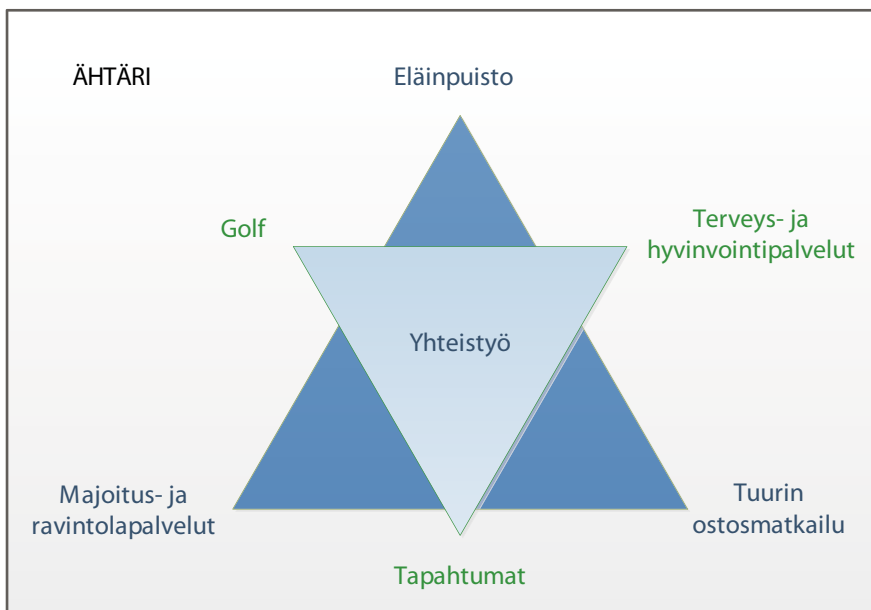 ÄHTÄRI
Eläinpuisto
Golf
Terveys- ja
hyvinvointipalvelut
Yhteistyö
Majoitus- ja
ravintolapalvelut
Tuurin
ostosmatkailu
Tapahtumat